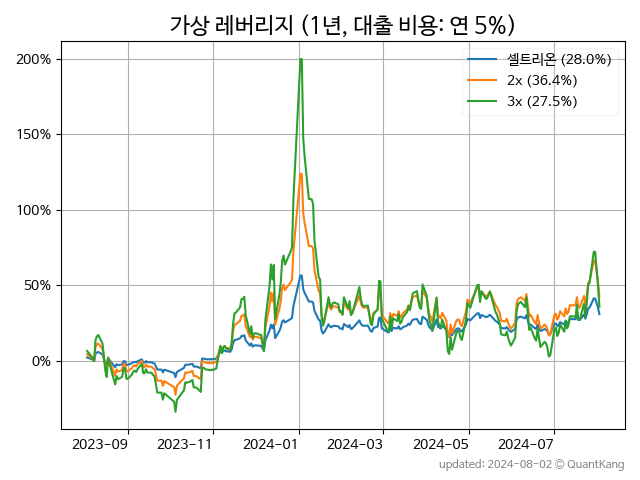 가상 레버리지 (1년, 대출 비용: 연 5%)
200%
150%
100%
50%
0%
셀트리온 (28.0%)
2x (36.4%)
3x (27.5%)
2023-09
2023-11
2024-01
2024-03
2024-05
2024-07
updated: 2024-08-02 © QuantKang